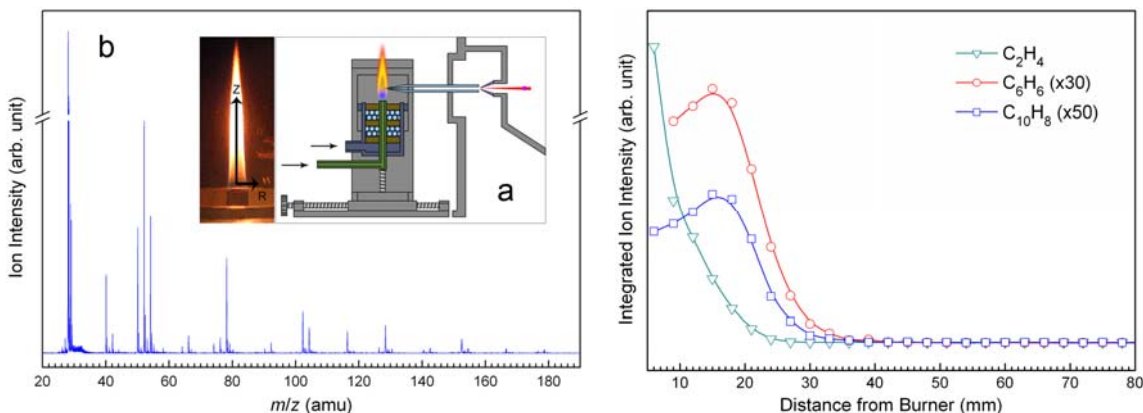 b
Z
R
a
Ion Intensity (arb. unit)
20 40 60 80 100 120 140 160 180
m/z (amu)
C₂H₄
C₆H₆ (x30)
C₁₀H₈ (x50)
Integrated Ion Intensity (arb. unit)
10 20 30 40 50 60 70 80
Distance from Burner (mm)